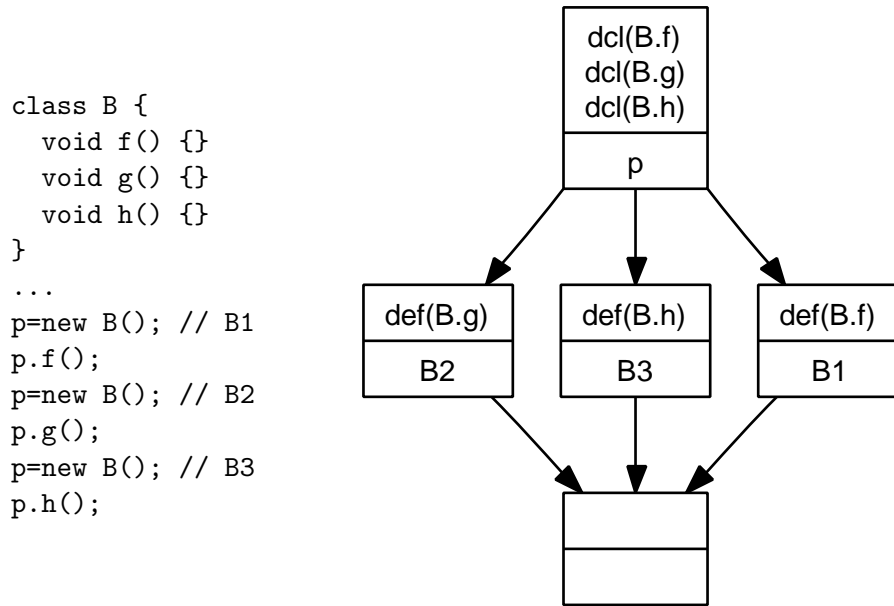 class B {
  void f() {}
  void g() {}
  void h() {}
}
...
p=new B(); // B1
p.f();
p=new B(); // B2
p.g();
p=new B(); // B3
p.h();
dcl(B.f)
dcl(B.g)
dcl(B.h)
p
def(B.g)
B2
def(B.h)
B3
def(B.f)
B1